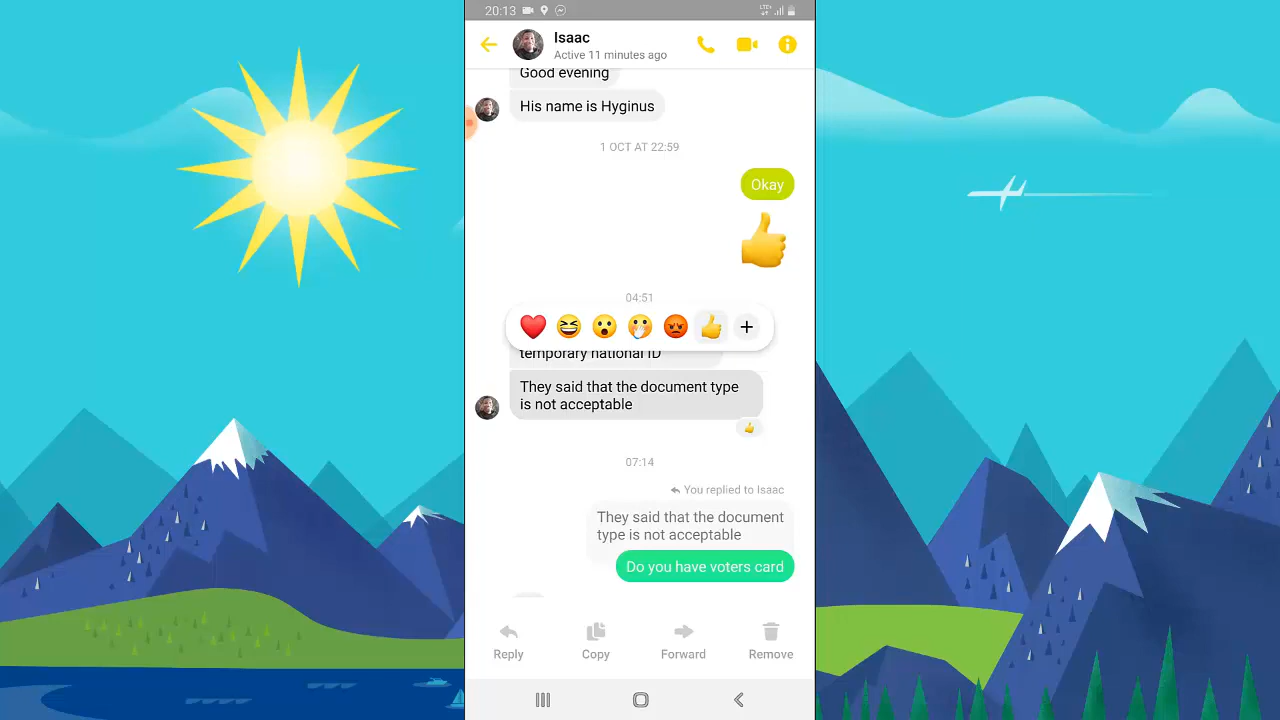 20:13
LTE+
Isaac
Active 11 minutes ago
Good evening
His name is Hyginus
1 OCT AT 22:59
Okay
04:51
temporary national ID
They said that the document type
is not acceptable
07:14
You replied to Isaac
They said that the document
type is not acceptable
Do you have voters card
Reply Copy Forward Remove